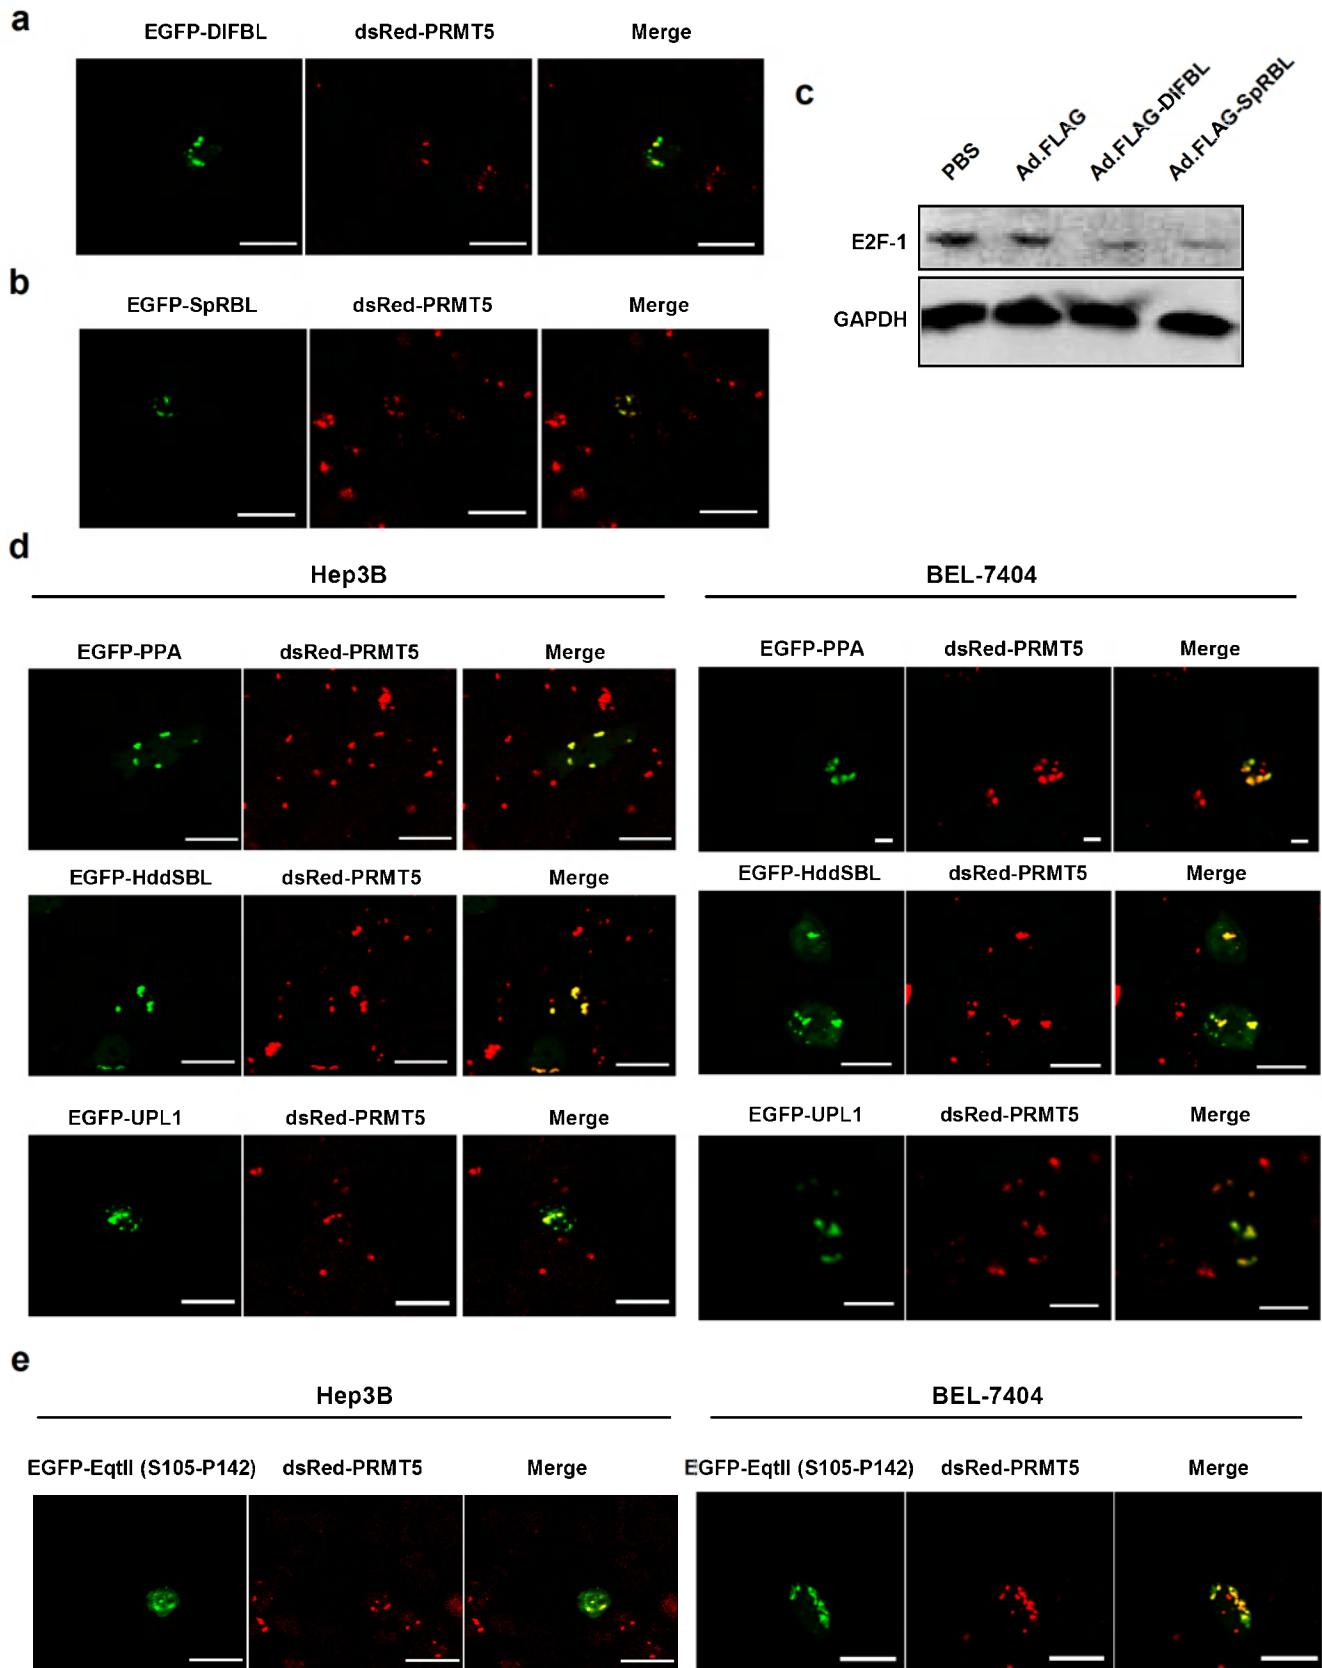 a
EGFP-DIFBL dsRed-PRMT5 Merge
b
EGFP-SpRBL dsRed-PRMT5 Merge
c
PBS Ad.FLAG Ad.FLAG-DIFBL Ad.FLAG-SpRBL
E2F-1
GAPDH
d
Hep3B BEL-7404
EGFP-PPA dsRed-PRMT5 Merge EGFP-PPA dsRed-PRMT5 Merge
EGFP-HddSBL dsRed-PRMT5 Merge EGFP-HddSBL dsRed-PRMT5 Merge
EGFP-UPL1 dsRed-PRMT5 Merge EGFP-UPL1 dsRed-PRMT5 Merge
e
Hep3B BEL-7404
EGFP-EqtII (S105-P142) dsRed-PRMT5 Merge EGFP-EqtII (S105-P142) dsRed-PRMT5 Merge